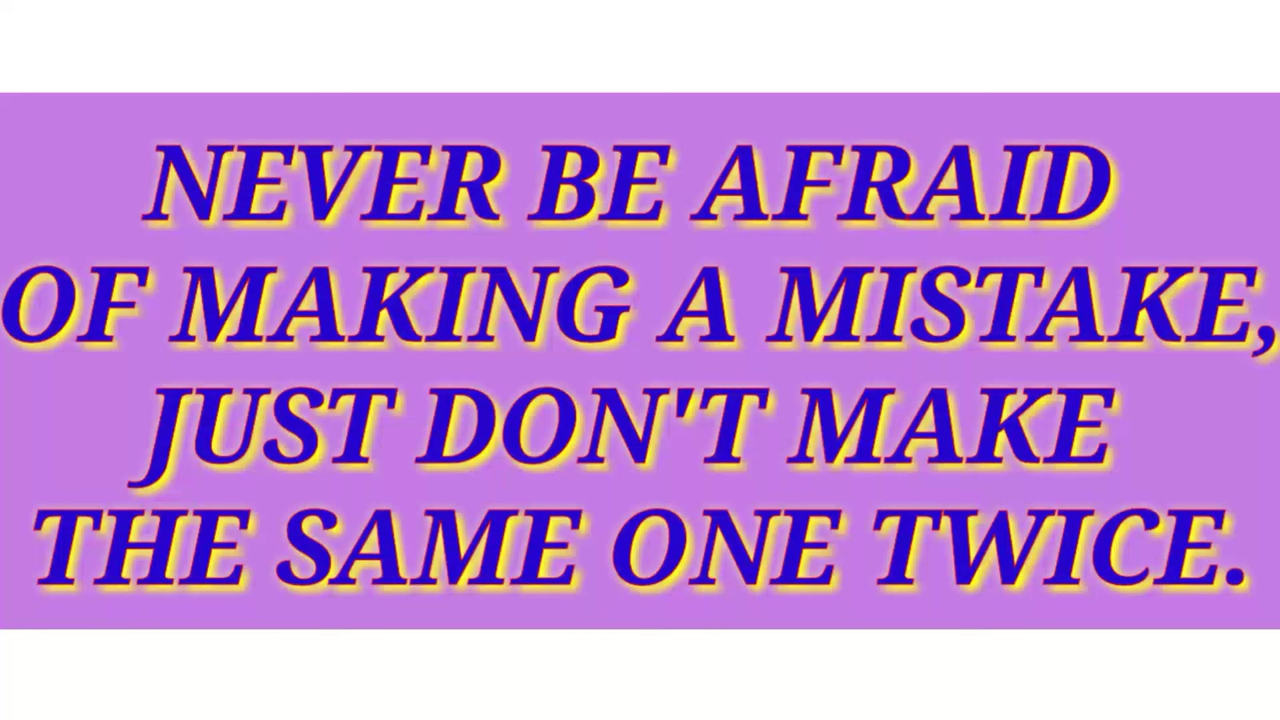 NEVER BE AFRAID
OF MAKING A MISTAKE,
JUST DON'T MAKE
THE SAME ONE TWICE.